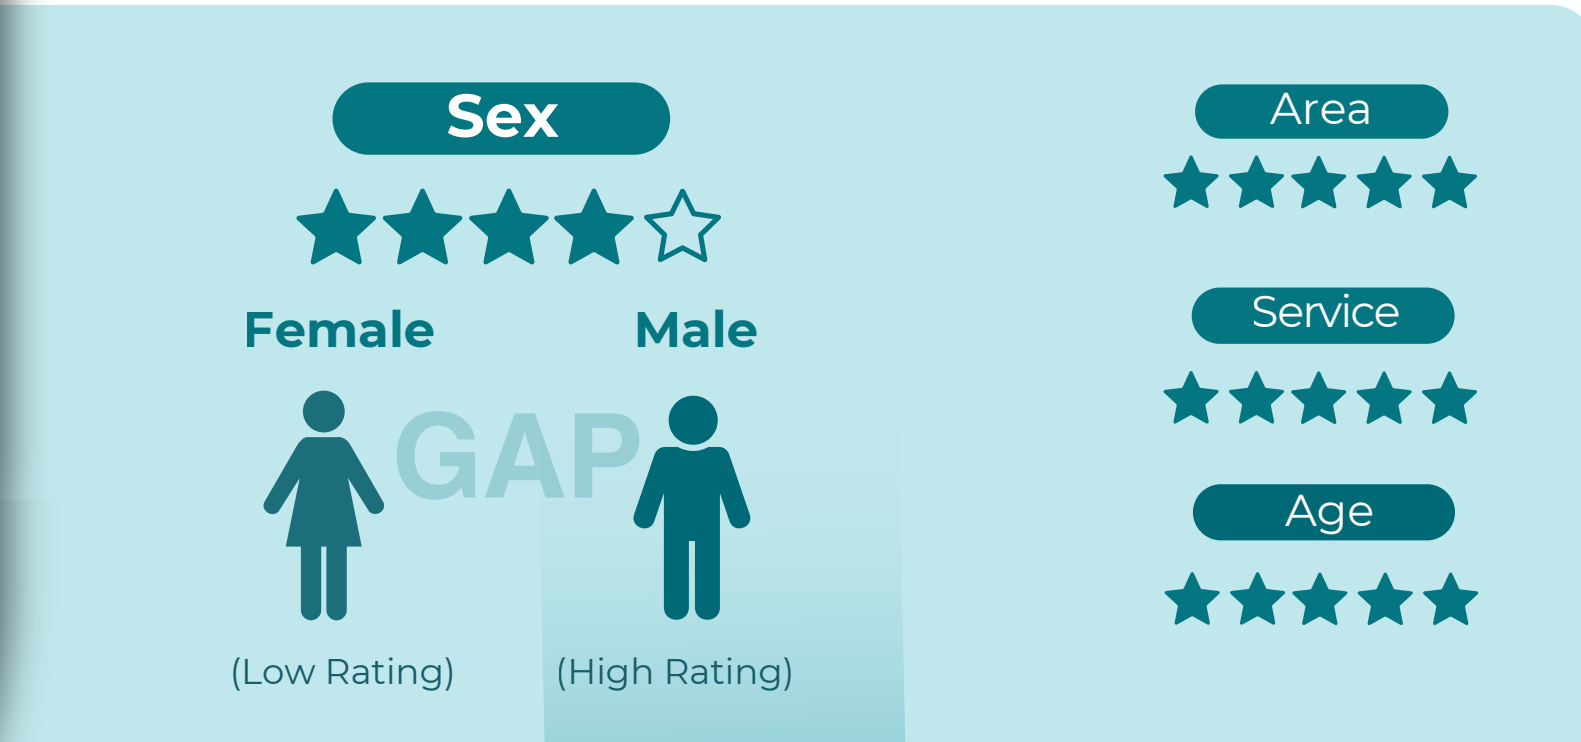 Sex
Female
Male
GAP
(Low Rating)
(High Rating)
Area
Service
Age